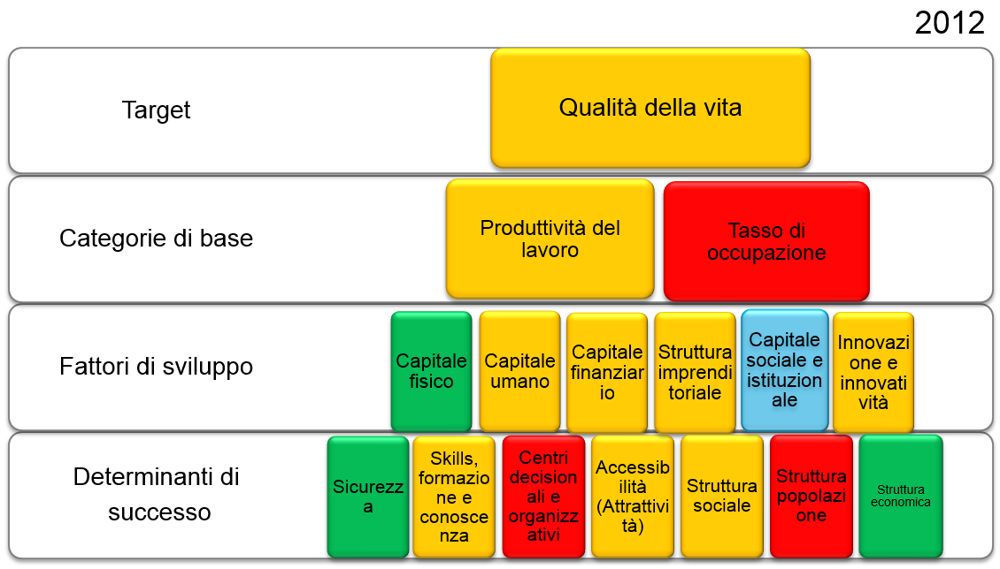 2012
Target
Qualità della vita
Categorie di base
Produttività del
lavoro
Tasso di
occupazione
Fattori di sviluppo
Capitale
fisico
Capitale
umano
Capitale
finanziar
io
Struttura
imprendi
toriale
Capitale
sociale e
istituzion
ale
Innovazi
one e
innovati
vità
Determinanti di
successo
Sicurezz
a
Skills,
formazio
ne e
conosce
nza
Centri
decision
ali e
organizz
ativi
Accessib
ilità
(Attrattivi
tà)
Struttura
sociale
Struttura
popolazi
one
Struttura
economica